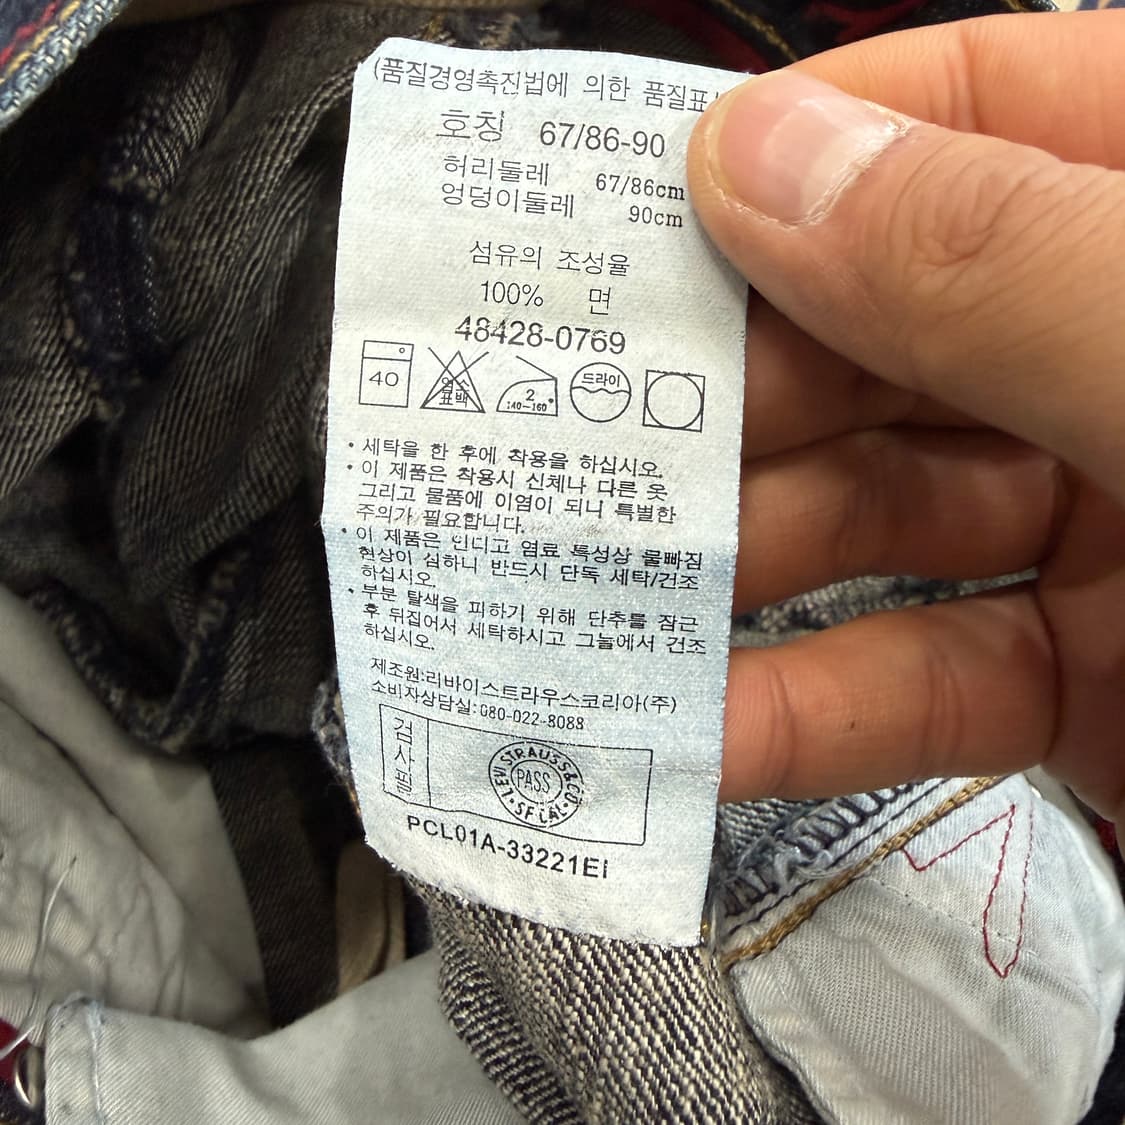 (품질경영촉진법에 의한 품질표
호칭 67/86-90
허리둘레 67/86cm
엉덩이둘레 90cm
섬유의 조성율
100% 면
48428-0769
40 염소 표백 2 140~160° 드라이
• 세탁을 한 후에 착용을 하십시오.
• 이 제품은 착용시 신체나 다른 옷
그리고 물품에 이염이 되니 특별한
주의가 필요합니다.
• 이 제품은 인디고 염료 특성상 물빠짐
현상이 심하니 반드시 단독 세탁/건조
하십시오.
• 부분 탈색을 피하기 위해 단추를 잠근
후 뒤집어서 세탁하시고 그늘에서 건조
하십시오.
제조원:리바이스트라우스코리아(주)
소비자상담실:080-022-8088
검사필
LEVI STRAUSS & CO
PASS
SF CAL
PCL01A-33221EI